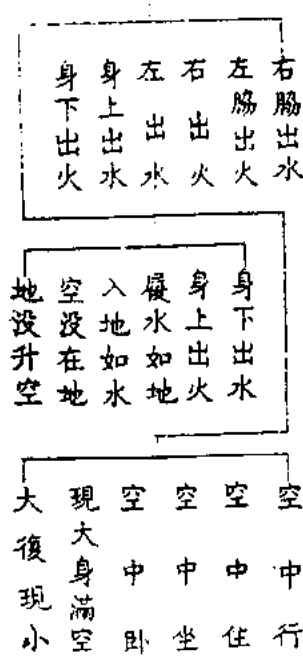 右脇出水
左脇出火
右出火
左出水
身上出水
身下出火
身下出水
身上出火
履水如地
入地如水
空没在地
地没升空
空中行
空中住
空中坐
空中卧
現大身滿空
大復現小